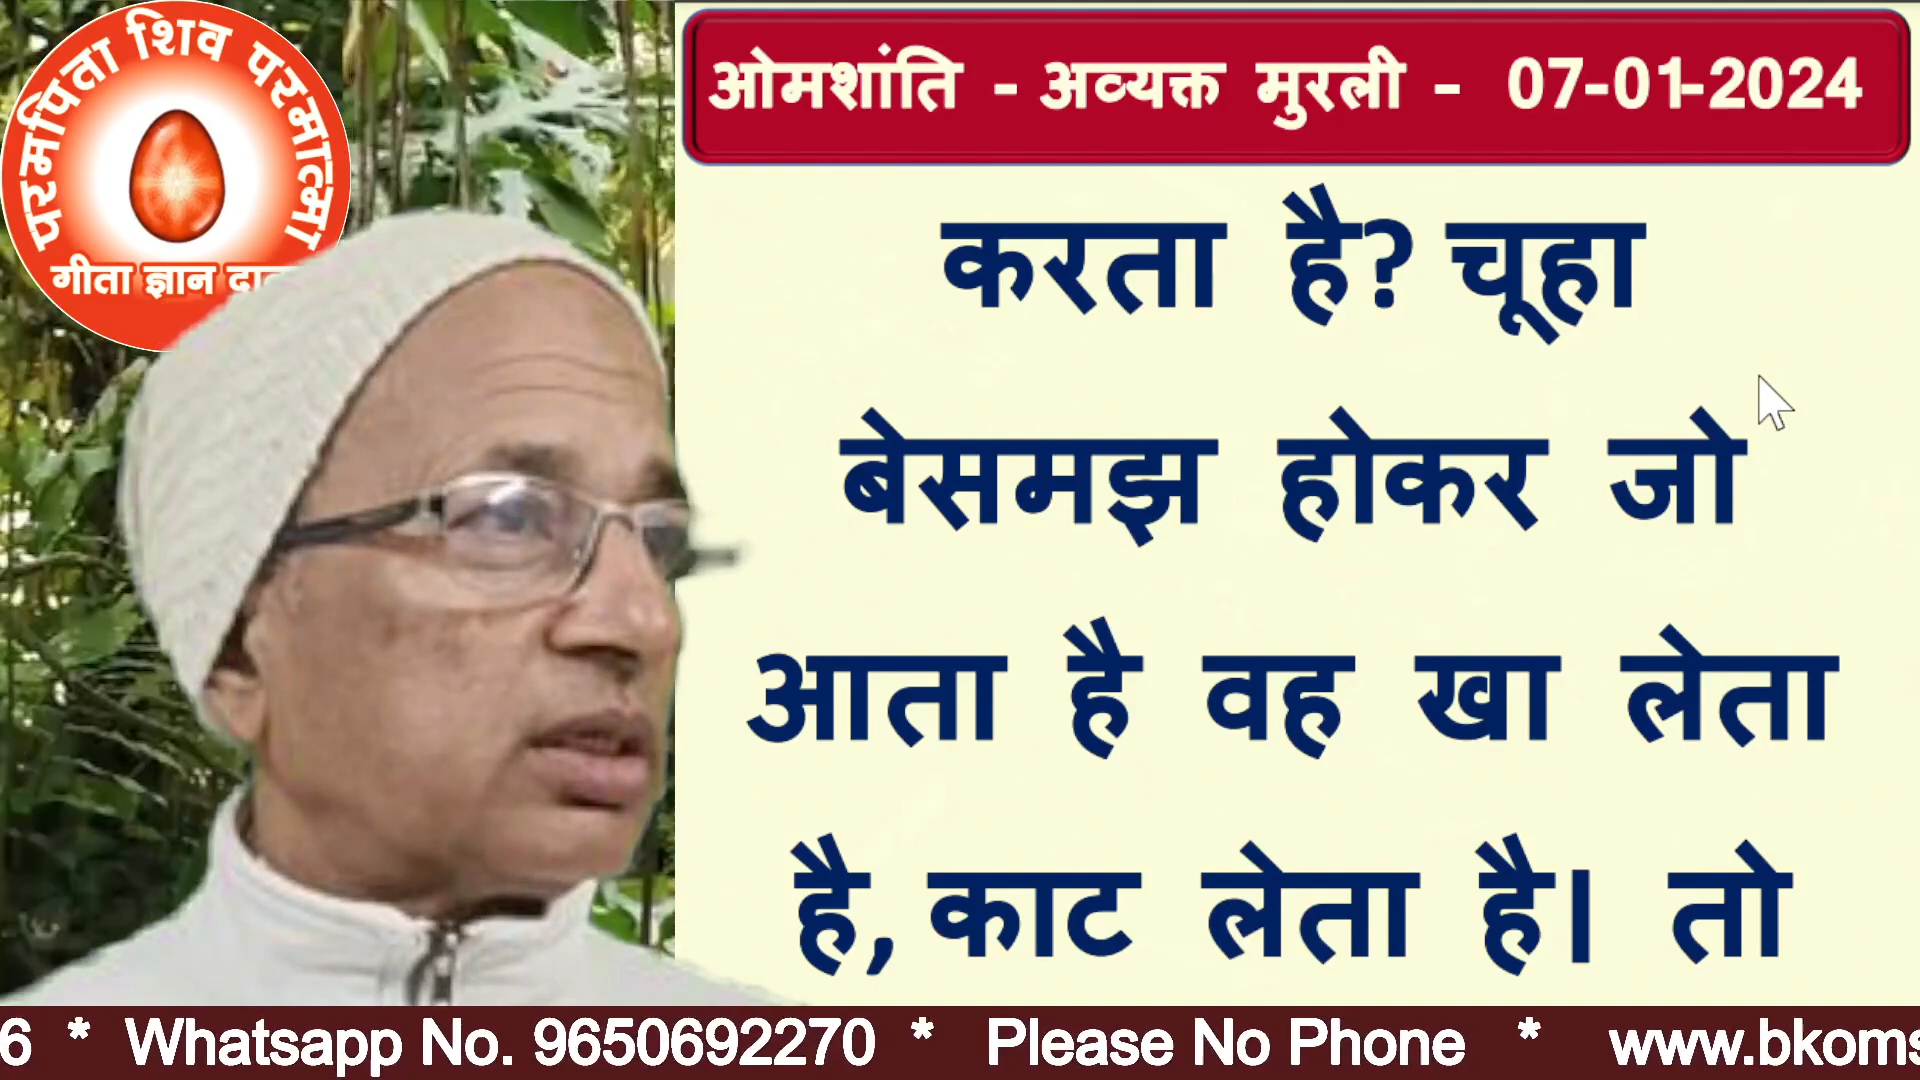 परमपिता शिव परमात्मा
गीता ज्ञान
ओमशांति - अव्यक्त मुरली - 07-01-2024
करता है? चूहा
बेसमझ होकर जो
आता है वह खा लेता
है, काट लेता है। तो
6 * Whatsapp No. 9650692270 * Please No Phone * www.bkoms